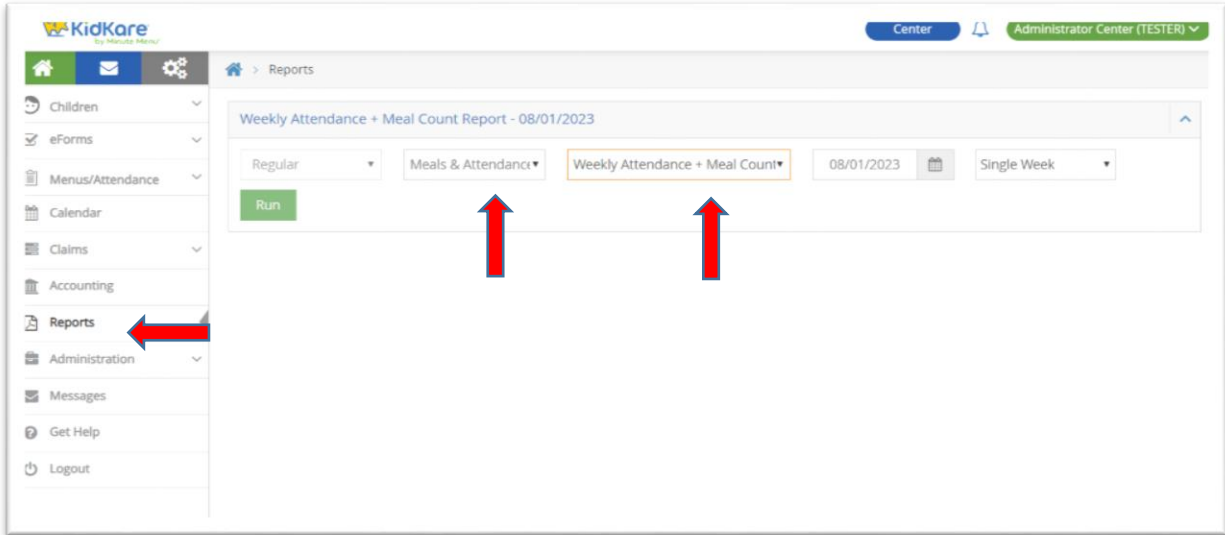 KidKare
by Minute Menu
Center
Administrator Center (TESTER)
> Reports
Children
eForms
Menus/Attendance
Calendar
Claims
Accounting
Reports
Administration
Messages
Get Help
Logout
Weekly Attendance + Meal Count Report - 08/01/2023
Regular
Meals & Attendance
Weekly Attendance + Meal Count
08/01/2023
Single Week
Run